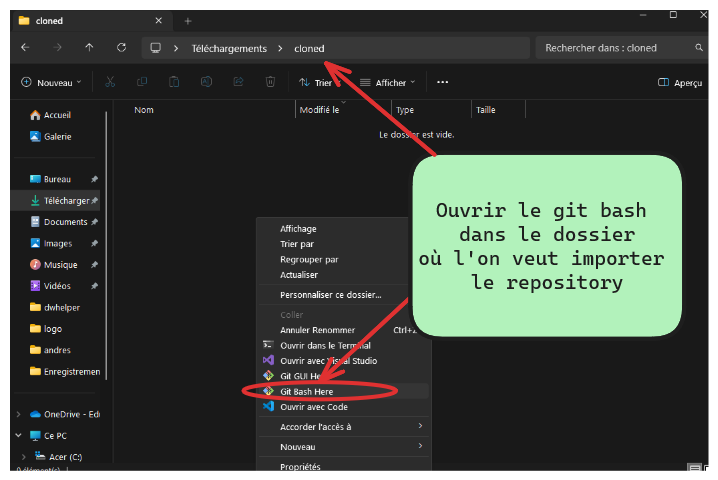 cloned
Téléchargements > cloned
Rechercher dans : cloned
Nouveau
Trier
Afficher
Aperçu
Nom
Modifié le
Type
Taille
Le dossier est vide.
Accueil
Galerie
Bureau
Télécharger
Documents
Images
Musique
Vidéos
dwhelper
logo
andres
Enregistremen
OneDrive - Edu
Ce PC
Acer (C:)
0 élément(s)
Affichage
Trier par
Regrouper par
Actualiser
Personnaliser ce dossier...
Coller
Annuler Renommer Ctrl+Z
Ouvrir dans le Terminal
Ouvrir avec Visual Studio
Git GUI He
Git Bash Here
Ouvrir avec Code
Accorder l'accès à
Nouveau
Propriétés
Ouvrir le git bash
dans le dossier
où l'on veut importer
le repository